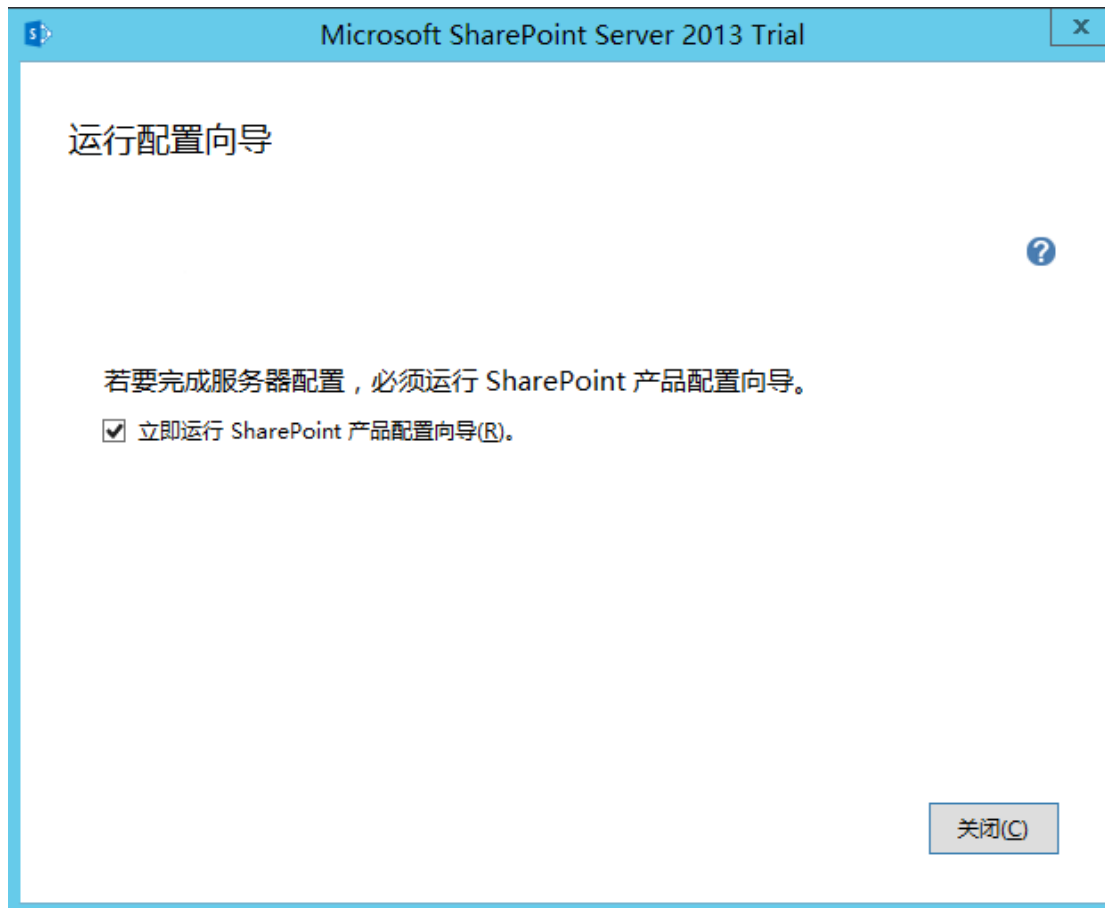 Microsoft SharePoint Server 2013 Trial
运行配置向导
若要完成服务器配置，必须运行 SharePoint 产品配置向导。
立即运行 SharePoint 产品配置向导(R)。
关闭(C)